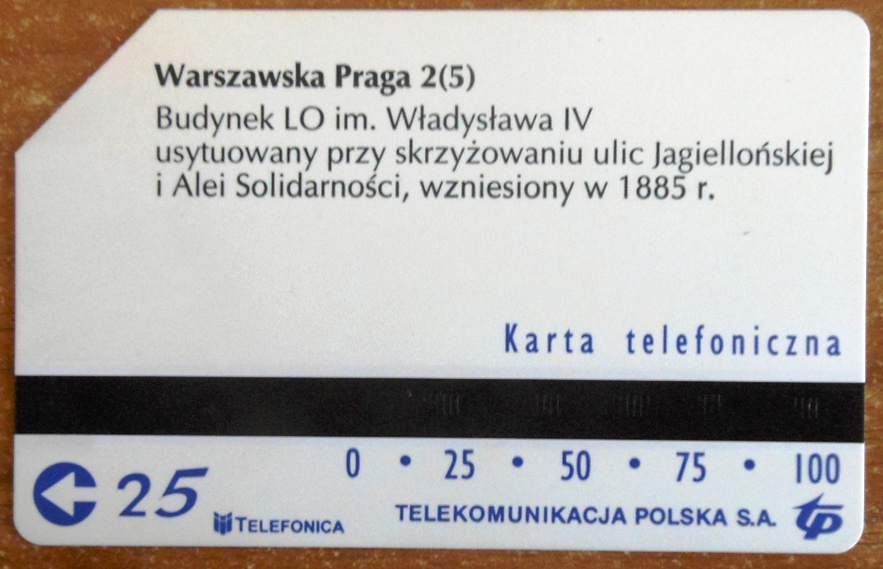 Warszawska Praga 2(5)
Budynek LO im. Władysława IV
usytuowany przy skrzyżowaniu ulic Jagiellońskiej
i Alei Solidarności, wzniesiony w 1885 r.
Karta telefoniczna
0 • 25 • 50 • 75 • 100
25
TELEFONICA
TELEKOMUNIKACJA POLSKA S.A. tp